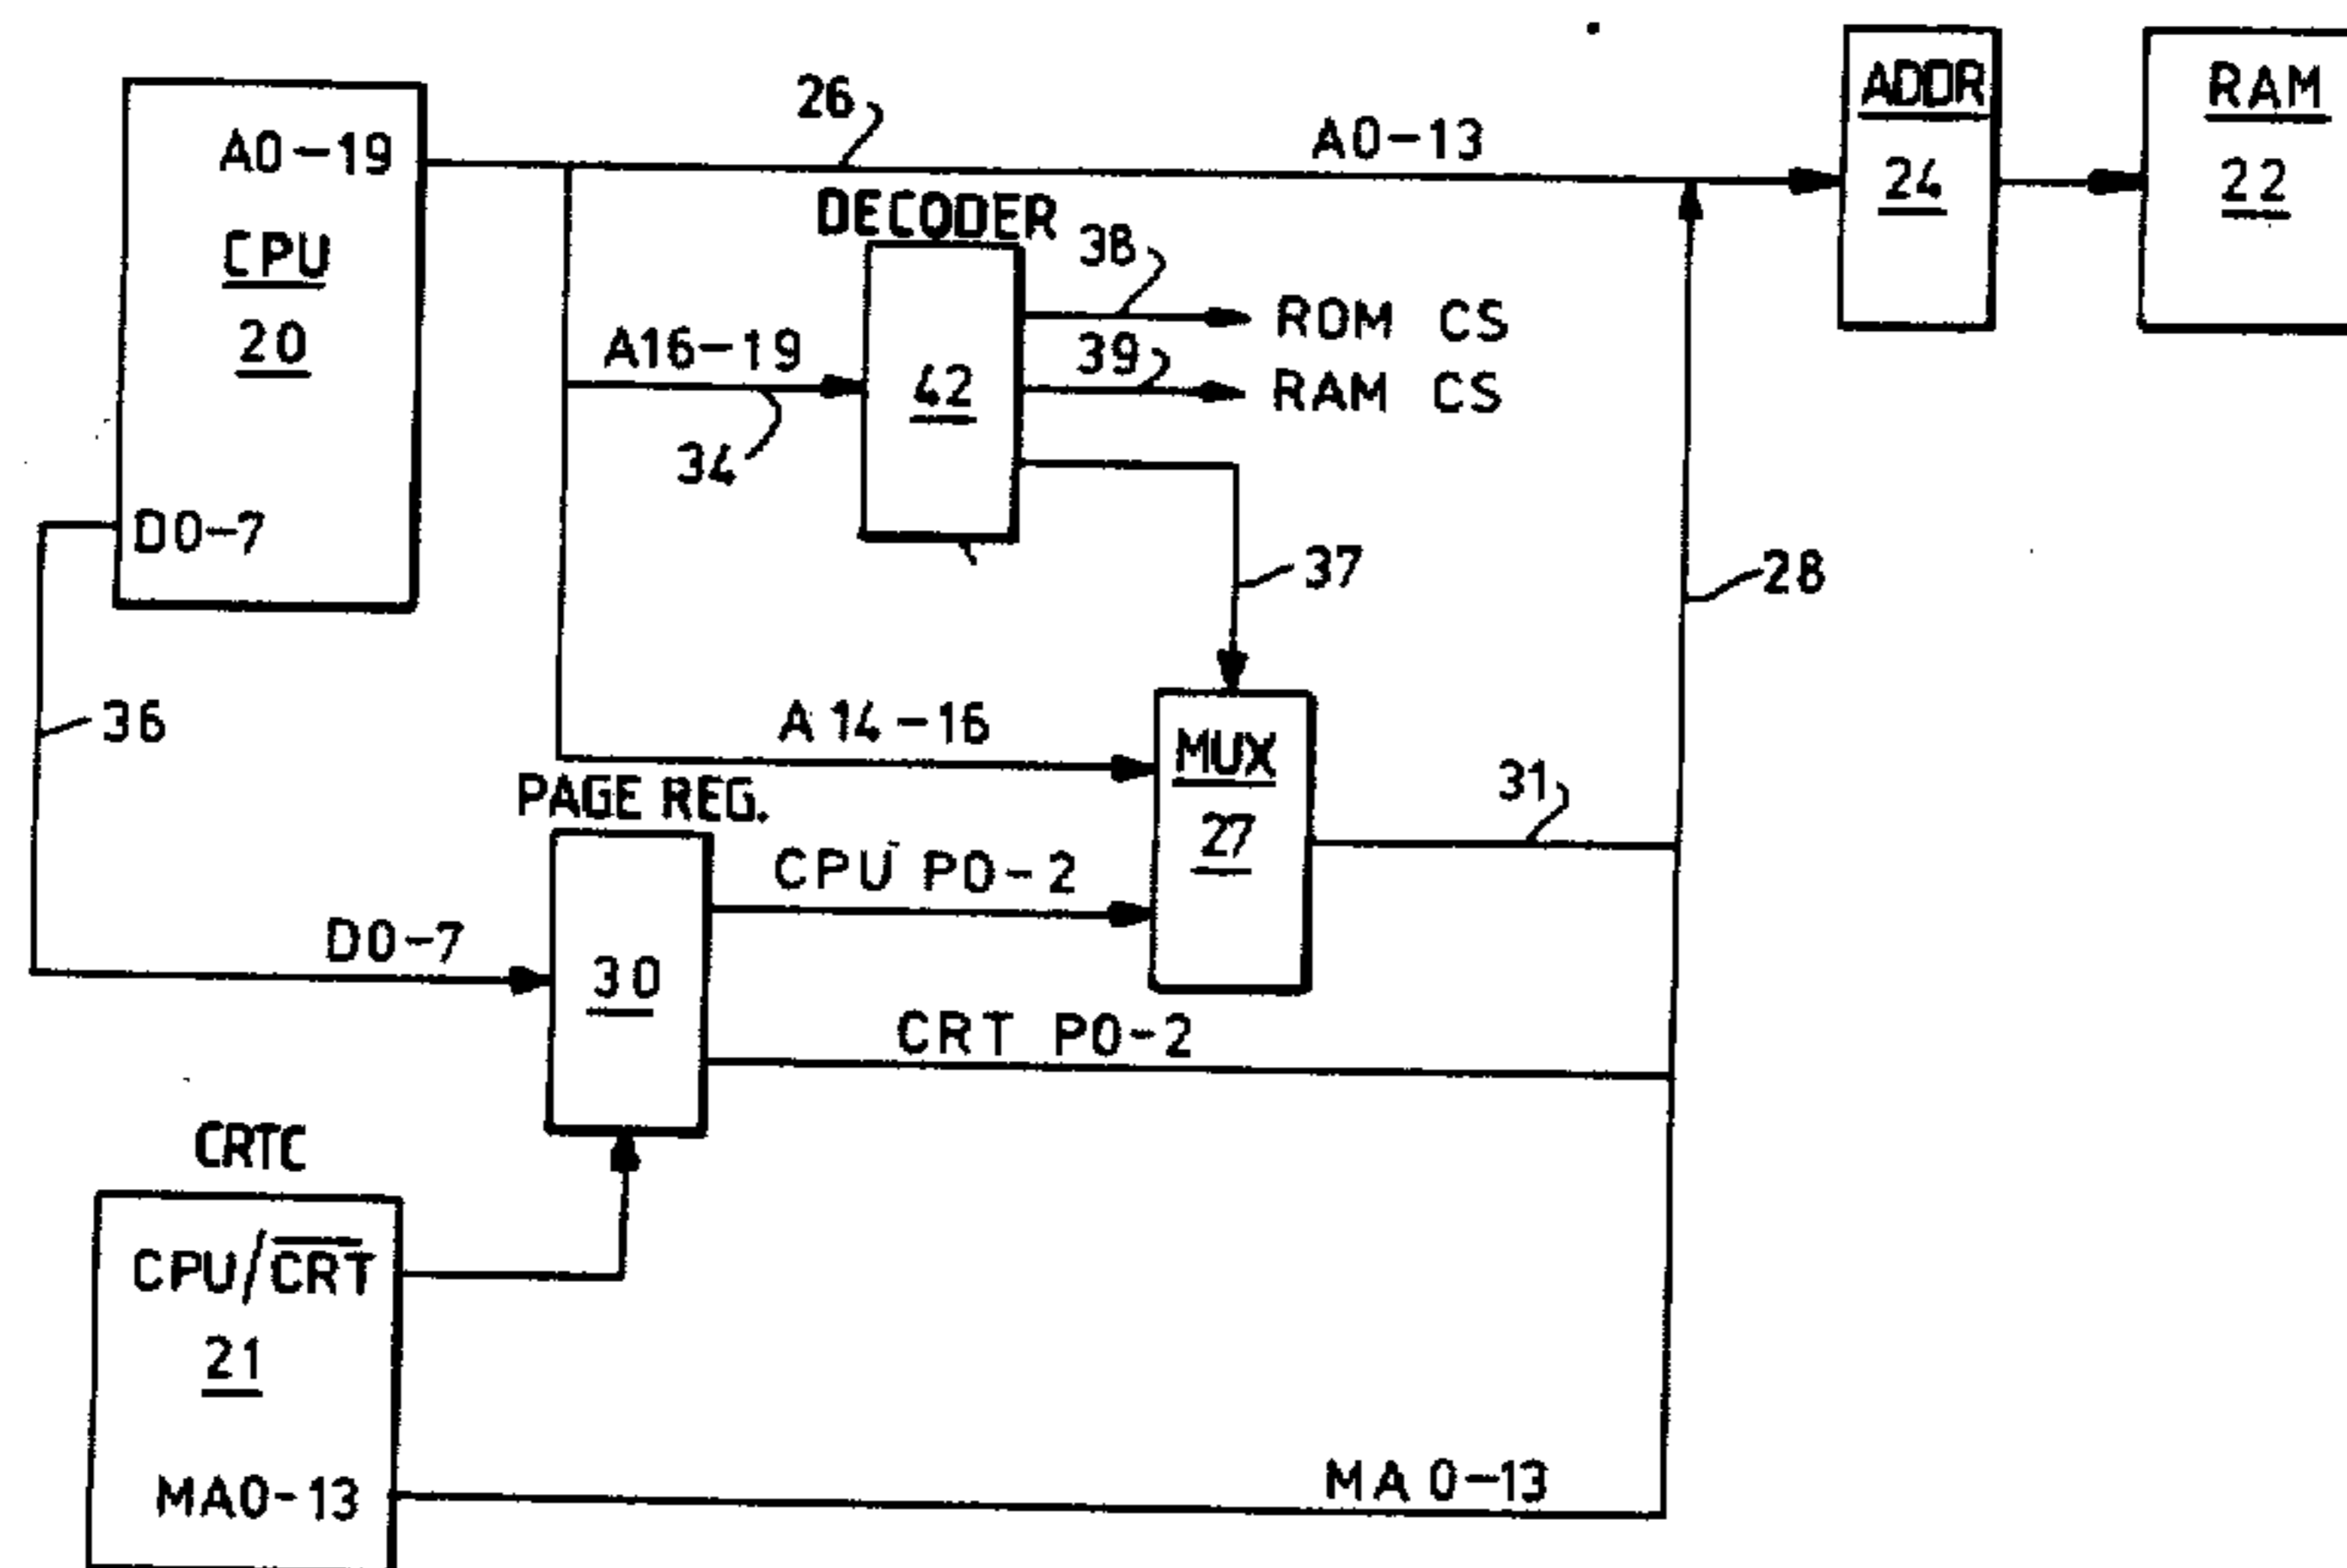 26
A0-19
CPU
20
D0-7
A0-13
ADDR
24
RAM
22
DECODER
42
38
ROM CS
39
RAM CS
A16-19
34
37
28
36
A 14-16
MUX
27
31
PAGE REG.
30
CPU P0-2
D0-7
CRT P0-2
CRTC
CPU/CRT
21
MA0-13
MA 0-13